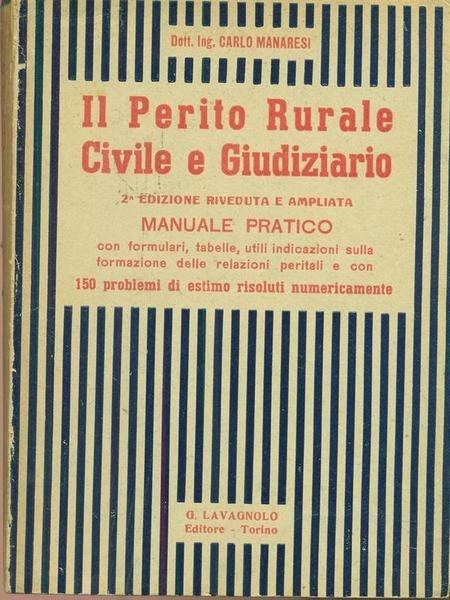 Dott. Ing. CARLO MANARESI
Il Perito Rurale
Civile e Giudiziario
2ª EDIZIONE RIVEDUTA E AMPLIATA
MANUALE PRATICO
con formulari, tabelle, utili indicazioni sulla
formazione delle relazioni peritali e con
150 problemi di estimo risoluti numericamente
G. LAVAGNOLO
Editore - Torino